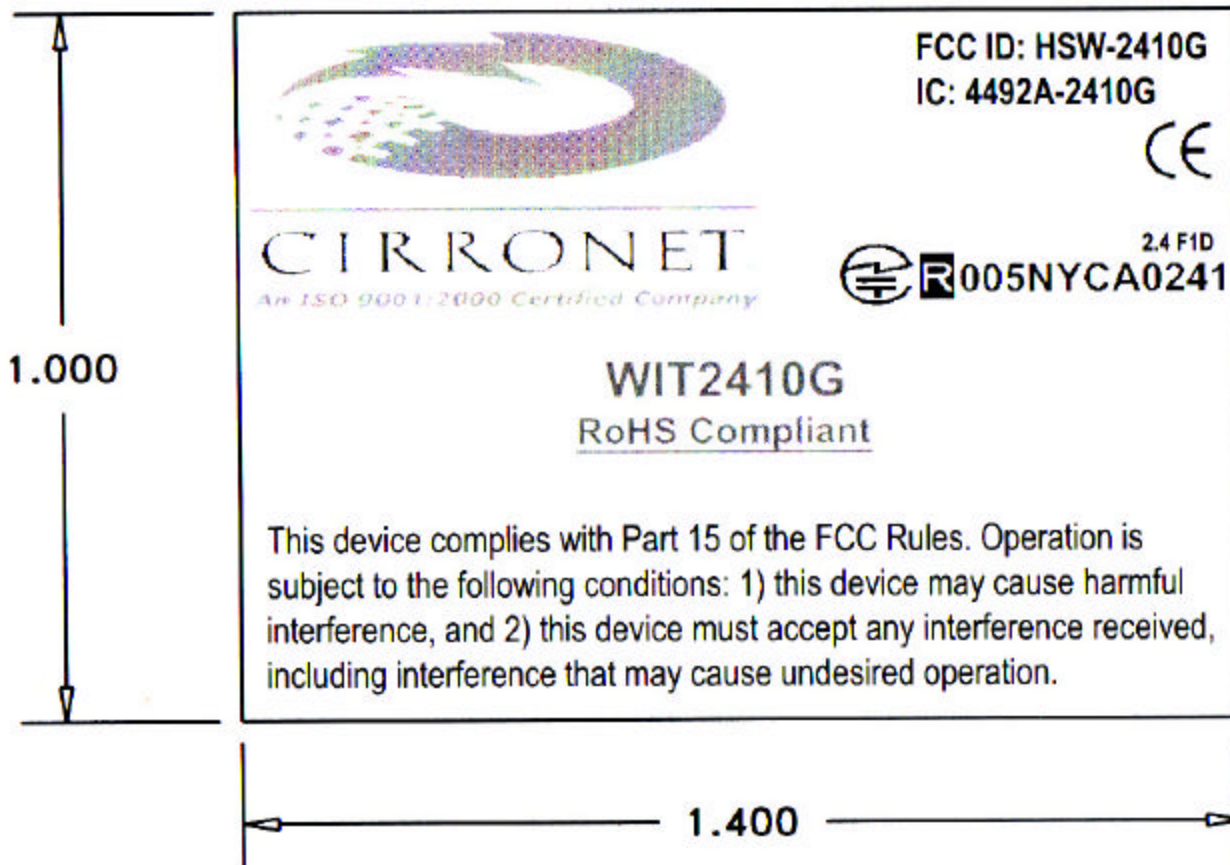 FCC ID: HSW-2410G
IC: 4492A-2410G
CE
CIRRONET
An ISO 9001:2000 Certified Company
2.4 F1D
R 005NYCA0241
1.000
WIT2410G
RoHS Compliant
This device complies with Part 15 of the FCC Rules. Operation is
subject to the following conditions: 1) this device may cause harmful
interference, and 2) this device must accept any interference received,
including interference that may cause undesired operation.
1.400